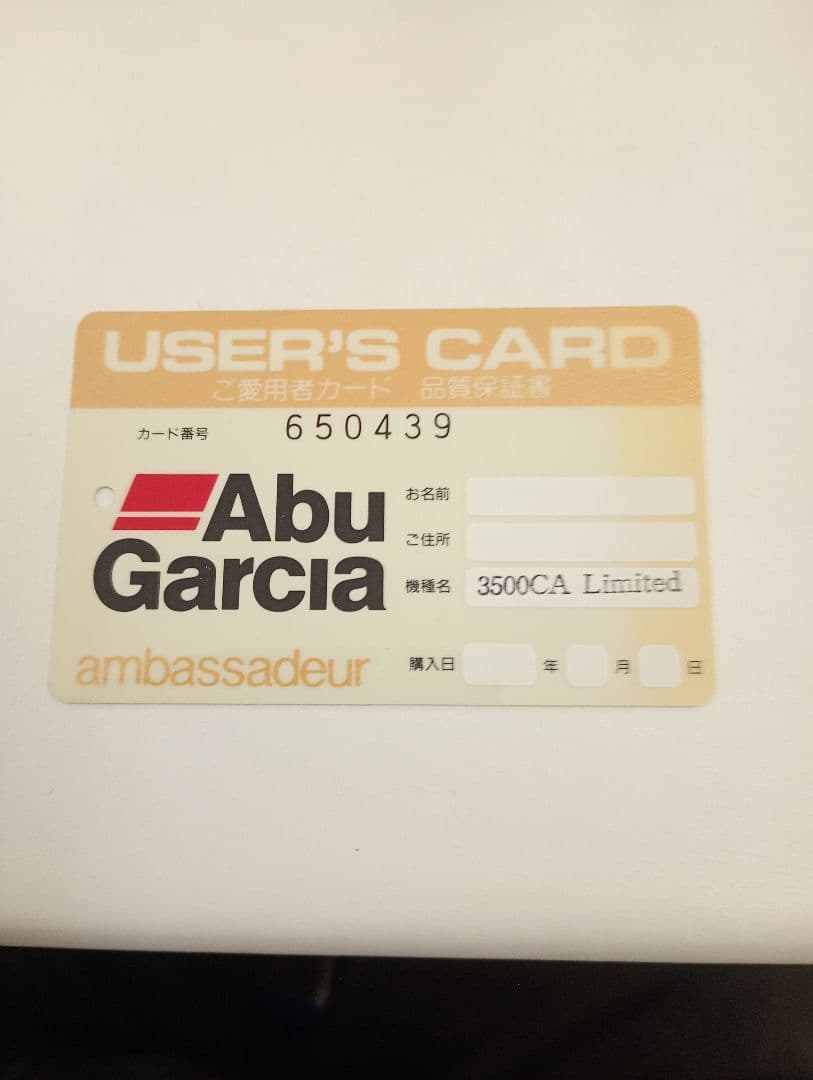 USER'S CARD
ご愛用者カード 品質保証書
カード番号 650439
Abu
Garcia
お名前
ご住所
機種名 3500CA Limited
ambassadeur
購入日 年 月 日